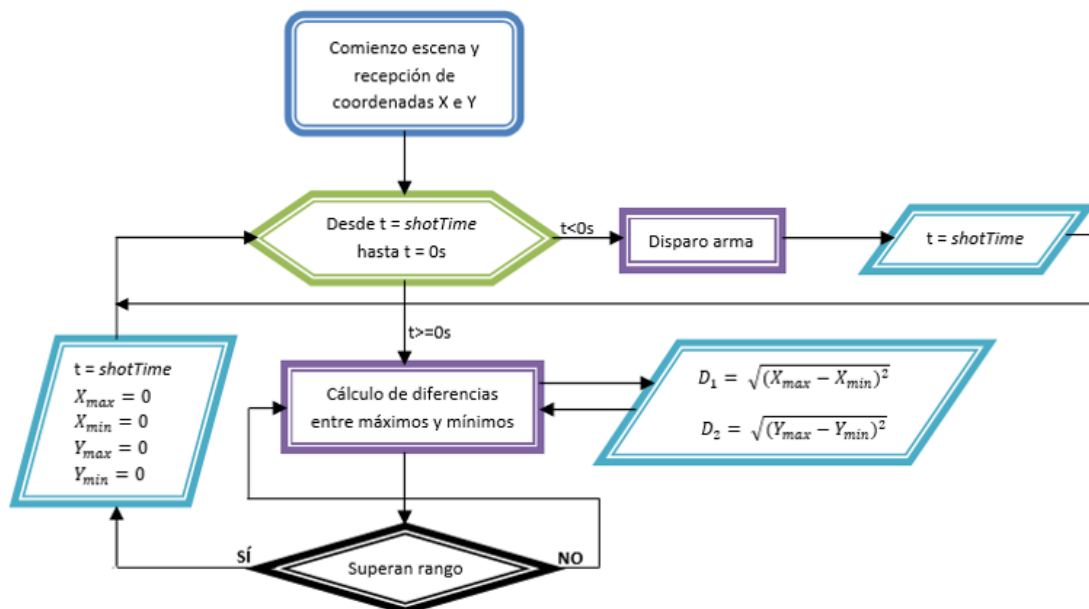 Comienzo escena y
recepción de
coordenadas X e Y
Desde t = shotTime
hasta t = 0s
t<0s
Disparo arma
t = shotTime
t>=0s
t = shotTime
X_max = 0
X_min = 0
Y_max = 0
Y_min = 0
Cálculo de diferencias
entre máximos y mínimos
D_1 = √(X_max − X_min)^2
D_2 = √(Y_max − Y_min)^2
SÍ
Superan rango
NO